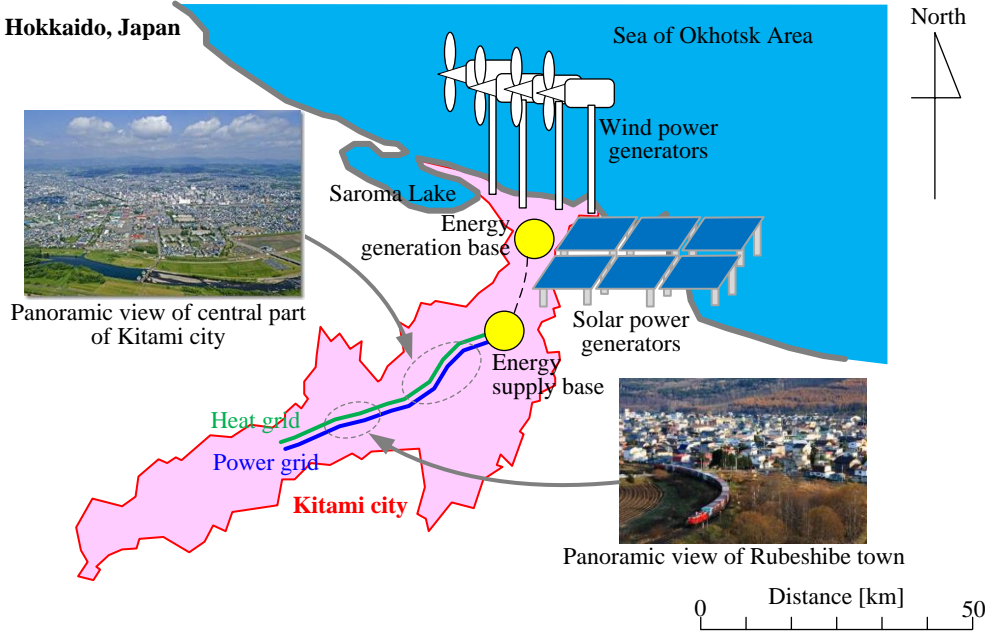 Hokkaido, Japan
Sea of Okhotsk Area
North
Wind power
generators
Saroma Lake
Energy
generation base
Panoramic view of central part
of Kitami city
Solar power
generators
Energy
supply base
Heat grid
Power grid
Kitami city
Panoramic view of Rubeshibe town
Distance [km]
0
50